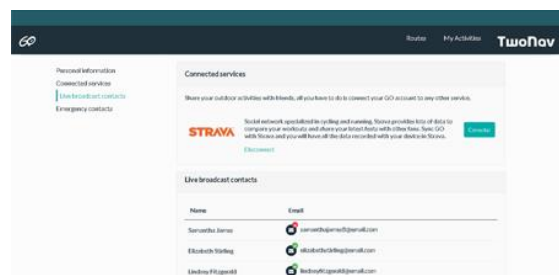 GO
Routes My Activities TwoNav
Personal information
Connected services
Live broadcast contacts
Emergency contacts
Connected services
Share your outdoor activities with friends, all you have to do is connect your GO account to any other service.
STRAVA
Social network specialized in cycling and running. Strava provides lots of data to
compare your workouts and share your latest feats with other fans. Sync GO
with Strava and you will have all the data recorded with your device in Strava.
Disconnect
Live broadcast contacts
Name Email
Samantha James
Elizabeth Stirling
Lindsey Fitzgerald